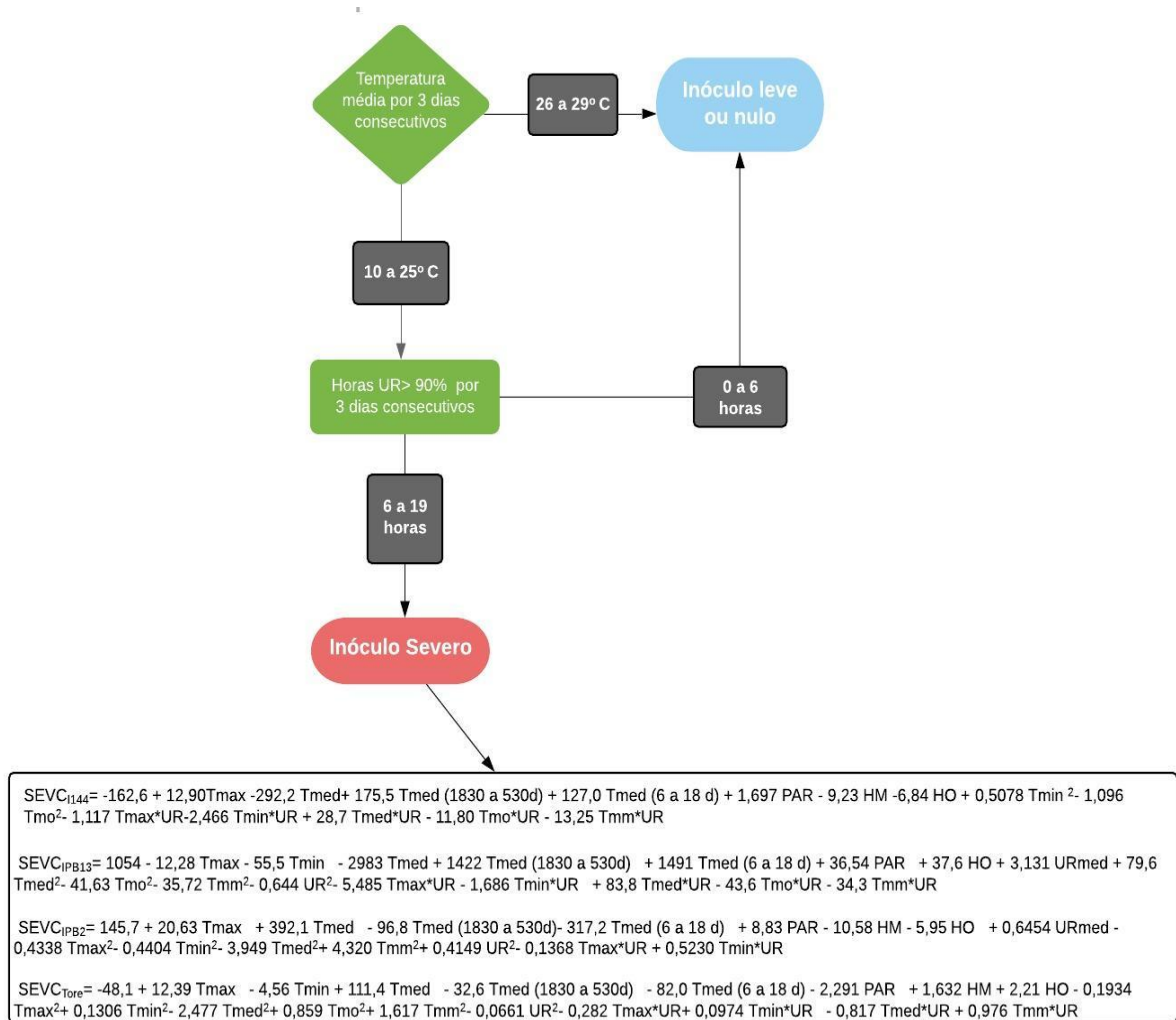 Temperatura
média por 3 dias
consecutivos
26 a 29º C
Inóculo leve
ou nulo
10 a 25º C
Horas UR> 90% por
3 dias consecutivos
0 a 6
horas
6 a 19
horas
Inóculo Severo
SEVC_I144= -162,6 + 12,90Tmax -292,2 Tmed+ 175,5 Tmed (1830 a 530d) + 127,0 Tmed (6 a 18 d) + 1,697 PAR - 9,23 HM -6,84 HO + 0,5078 Tmin ²- 1,096
Tmo²- 1,117 Tmax*UR-2,466 Tmin*UR + 28,7 Tmed*UR - 11,80 Tmo*UR - 13,25 Tmm*UR
SEVC_IPB13= 1054 - 12,28 Tmax - 55,5 Tmin - 2983 Tmed + 1422 Tmed (1830 a 530d) + 1491 Tmed (6 a 18 d) + 36,54 PAR + 37,6 HO + 3,131 URmed + 79,6
Tmed²- 41,63 Tmo²- 35,72 Tmm²- 0,644 UR²- 5,485 Tmax*UR - 1,686 Tmin*UR + 83,8 Tmed*UR - 43,6 Tmo*UR - 34,3 Tmm*UR
SEVC_IPB2= 145,7 + 20,63 Tmax + 392,1 Tmed - 96,8 Tmed (1830 a 530d)- 317,2 Tmed (6 a 18 d) + 8,83 PAR - 10,58 HM - 5,95 HO + 0,6454 URmed -
0,4338 Tmax²- 0,4404 Tmin²- 3,949 Tmed²+ 4,320 Tmm²+ 0,4149 UR²- 0,1368 Tmax*UR + 0,5230 Tmin*UR
SEVC_Tore= -48,1 + 12,39 Tmax - 4,56 Tmin + 111,4 Tmed - 32,6 Tmed (1830 a 530d) - 82,0 Tmed (6 a 18 d) - 2,291 PAR + 1,632 HM + 2,21 HO - 0,1934
Tmax²+ 0,1306 Tmin²- 2,477 Tmed²+ 0,859 Tmo²+ 1,617 Tmm²- 0,0661 UR²- 0,282 Tmax*UR+ 0,0974 Tmin*UR - 0,817 Tmed*UR + 0,976 Tmm*UR